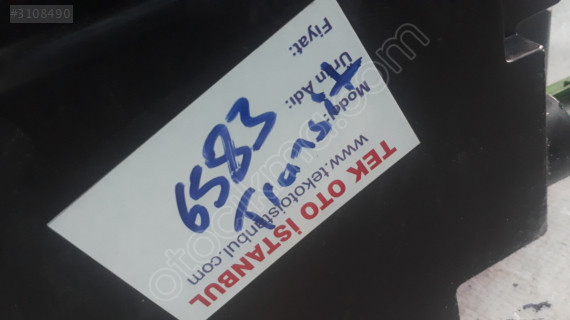 #3108490
TEK OTO İSTANBUL
www.tekotoistanbul.com
Model: Transit
Ürün Adı:
6583
Fiyat: